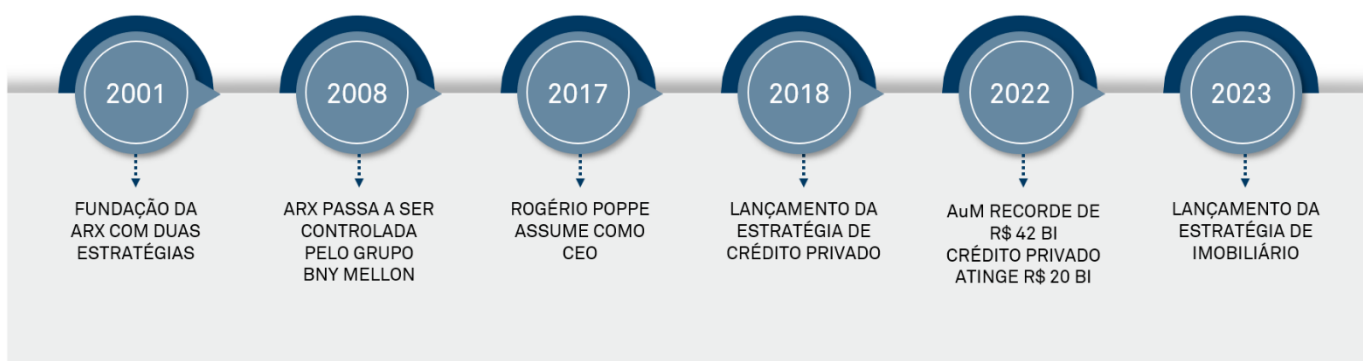 2001
FUNDAÇÃO DA
ARX COM DUAS
ESTRATÉGIAS
2008
ARX PASSA A SER
CONTROLADA
PELO GRUPO
BNY MELLON
2017
ROGÉRIO POPPE
ASSUME COMO
CEO
2018
LANÇAMENTO DA
ESTRATÉGIA DE
CRÉDITO PRIVADO
2022
AuM RECORDE DE
R$ 42 BI
CRÉDITO PRIVADO
ATINGE R$ 20 BI
2023
LANÇAMENTO DA
ESTRATÉGIA DE
IMOBILIÁRIO